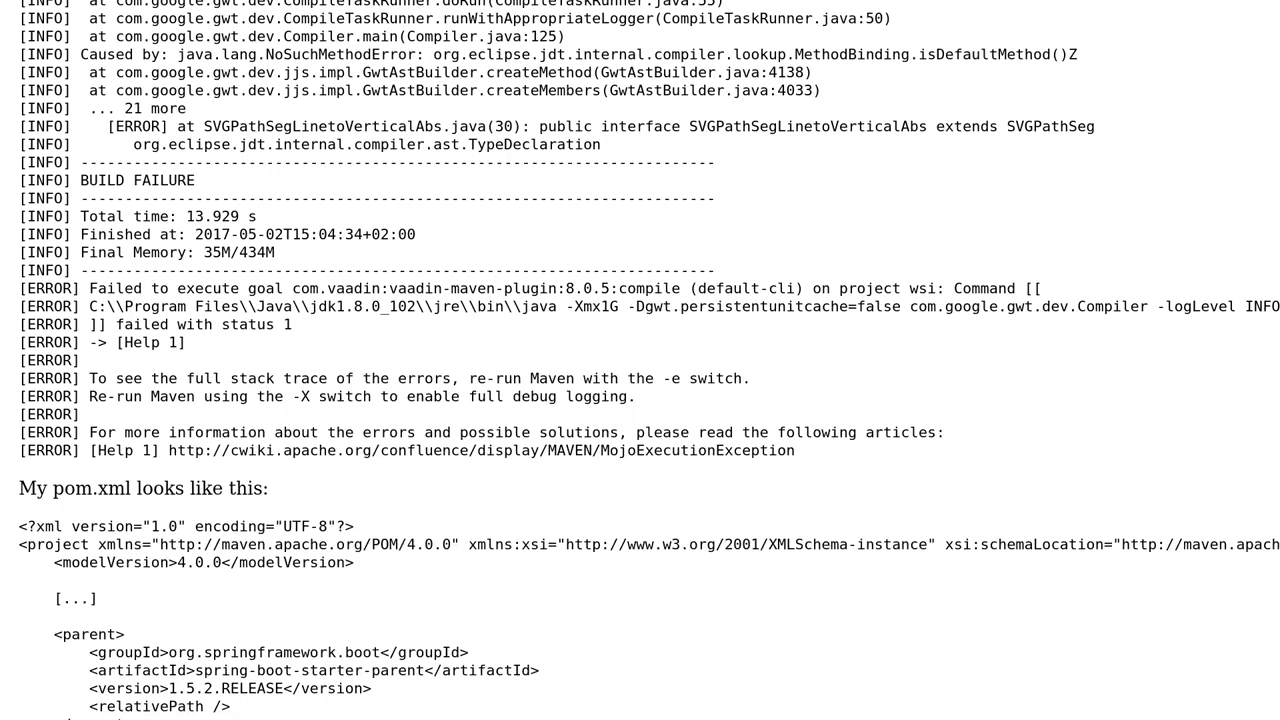 [INFO]  at com.google.gwt.dev.CompileTaskRunner.doRun(CompileTaskRunner.java:55)
[INFO]  at com.google.gwt.dev.CompileTaskRunner.runWithAppropriateLogger(CompileTaskRunner.java:50)
[INFO]  at com.google.gwt.dev.Compiler.main(Compiler.java:125)
[INFO] Caused by: java.lang.NoSuchMethodError: org.eclipse.jdt.internal.compiler.lookup.MethodBinding.isDefaultMethod()Z
[INFO]  at com.google.gwt.dev.jjs.impl.GwtAstBuilder.createMethod(GwtAstBuilder.java:4138)
[INFO]  at com.google.gwt.dev.jjs.impl.GwtAstBuilder.createMembers(GwtAstBuilder.java:4033)
[INFO]  ... 21 more
[INFO]    [ERROR] at SVGPathSegLinetoVerticalAbs.java(30): public interface SVGPathSegLinetoVerticalAbs extends SVGPathSeg
[INFO]       org.eclipse.jdt.internal.compiler.ast.TypeDeclaration
[INFO] ------------------------------------------------------------------------
[INFO] BUILD FAILURE
[INFO] ------------------------------------------------------------------------
[INFO] Total time: 13.929 s
[INFO] Finished at: 2017-05-02T15:04:34+02:00
[INFO] Final Memory: 35M/434M
[INFO] ------------------------------------------------------------------------
[ERROR] Failed to execute goal com.vaadin:vaadin-maven-plugin:8.0.5:compile (default-cli) on project wsi: Command [[
[ERROR] C:\\Program Files\\Java\\jdk1.8.0_102\\jre\\bin\\java -Xmx1G -Dgwt.persistentunitcache=false com.google.gwt.dev.Compiler -logLevel INFO
[ERROR] ]] failed with status 1
[ERROR] -> [Help 1]
[ERROR]
[ERROR] To see the full stack trace of the errors, re-run Maven with the -e switch.
[ERROR] Re-run Maven using the -X switch to enable full debug logging.
[ERROR]
[ERROR] For more information about the errors and possible solutions, please read the following articles:
[ERROR] [Help 1] http://cwiki.apache.org/confluence/display/MAVEN/MojoExecutionException
My pom.xml looks like this:
<?xml version="1.0" encoding="UTF-8"?>
<project xmlns="http://maven.apache.org/POM/4.0.0" xmlns:xsi="http://www.w3.org/2001/XMLSchema-instance" xsi:schemaLocation="http://maven.apach
    <modelVersion>4.0.0</modelVersion>
    [...]
    <parent>
        <groupId>org.springframework.boot</groupId>
        <artifactId>spring-boot-starter-parent</artifactId>
        <version>1.5.2.RELEASE</version>
        <relativePath />